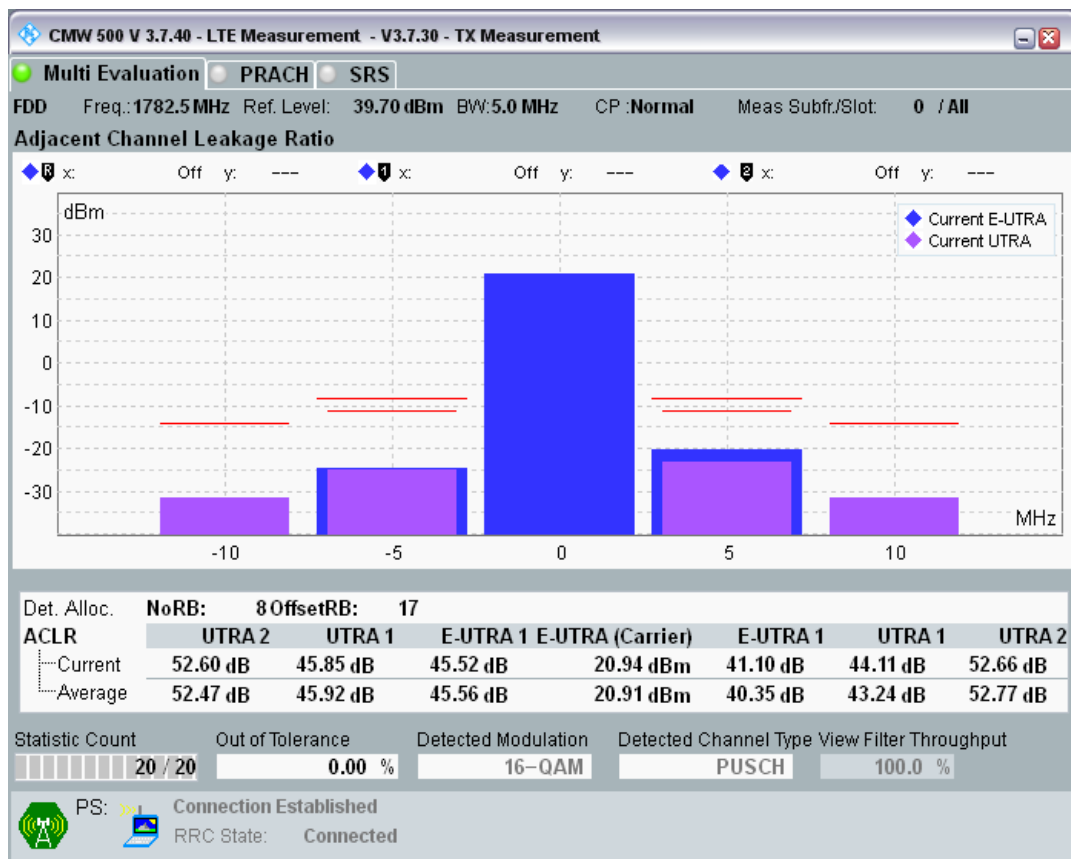 CMW 500 V 3.7.40 - LTE Measurement - V3.7.30 - TX Measurement
Multi Evaluation PRACH SRS
FDD Freq.:1782.5 MHz Ref. Level: 39.70 dBm BW:5.0 MHz CP :Normal Meas Subfr./Slot: 0 / All
Adjacent Channel Leakage Ratio
R x: Off y: --- 1 x: Off y: --- 2 x: Off y: ---
dBm
Current E-UTRA
Current UTRA
30
20
10
0
-10
-20
-30
MHz
-10 -5 0 5 10
Det. Alloc. NoRB: 8 OffsetRB: 17
ACLR UTRA 2 UTRA 1 E-UTRA 1 E-UTRA (Carrier) E-UTRA 1 UTRA 1 UTRA 2
Current 52.60 dB 45.85 dB 45.52 dB 20.94 dBm 41.10 dB 44.11 dB 52.66 dB
Average 52.47 dB 45.92 dB 45.56 dB 20.91 dBm 40.35 dB 43.24 dB 52.77 dB
Statistic Count Out of Tolerance Detected Modulation Detected Channel Type View Filter Throughput
20 / 20 0.00 % 16-QAM PUSCH 100.0 %
PS: Connection Established
RRC State: Connected